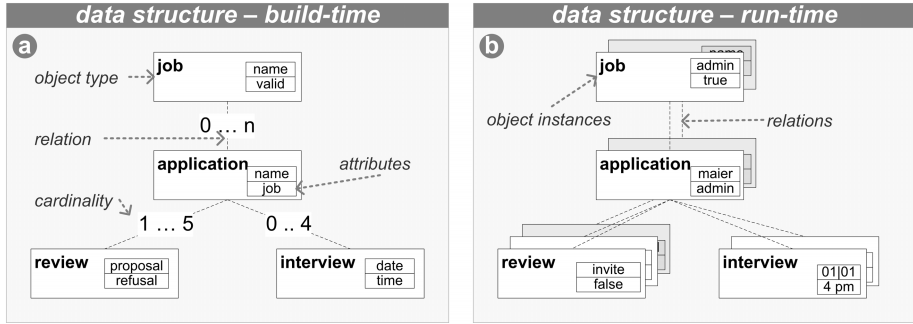 data structure – build-time
a
job
name
valid
object type
0 ... n
relation
application
name
job
attributes
cardinality
1 ... 5
0 .. 4
review
proposal
refusal
interview
date
time
data structure – run-time
b
job
name
admin
true
object instances
relations
application
maier
admin
review
invite
false
interview
01|01
4 pm